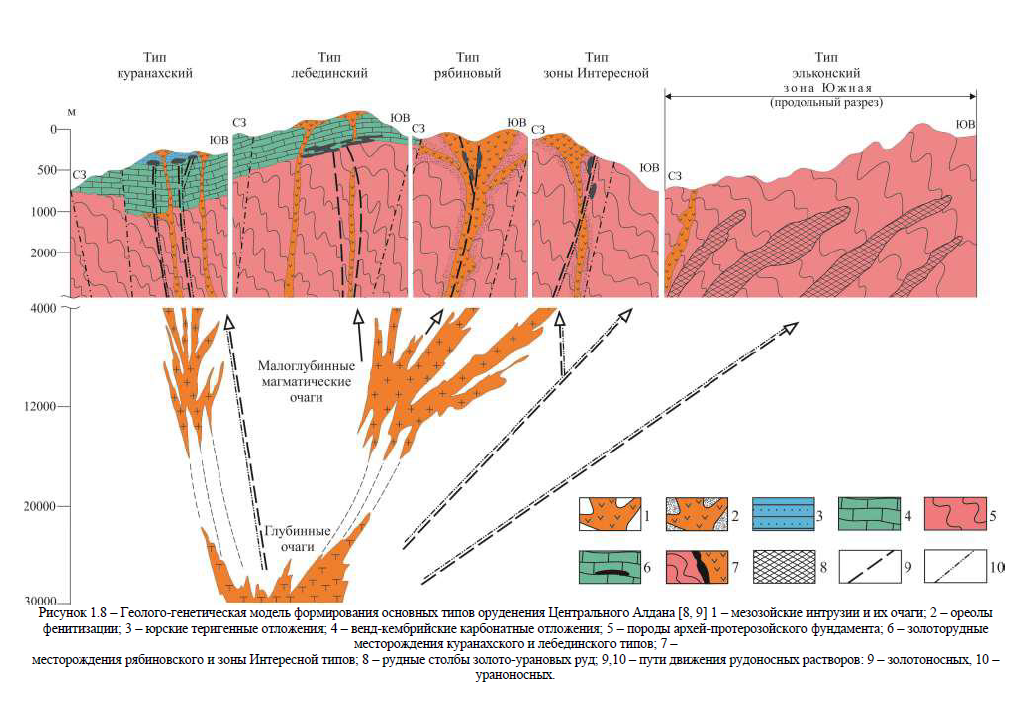 Тип
куранахский
Тип
лебединский
Тип
рябиновый
Тип
зоны Интересной
Тип
эльконский
зона Южная
(продольный разрез)
м
0
500
1000
2000
4000
12000
20000
30000
СЗ
ЮВ
СЗ
ЮВ
СЗ
СЗ
ЮВ
СЗ
ЮВ
Малоглубинные
магматические
очаги
Глубинные
очаги
1
2
3
4
5
6
7
8
9
10
Рисунок 1.8 – Геолого-генетическая модель формирования основных типов оруденения Центрального Алдана [8, 9] 1 – мезозойские интрузии и их очаги; 2 – ореолы
фенитизации; 3 – юрские теригенные отложения; 4 – венд-кембрийские карбонатные отложения; 5 – породы архей-протерозойского фундамента; 6 – золоторудные
месторождения куранахского и лебединского типов; 7 –
месторождения рябиновского и зоны Интересной типов; 8 – рудные столбы золото-урановых руд; 9,10 – пути движения рудоносных растворов: 9 – золотоносных, 10 –
ураноносных.